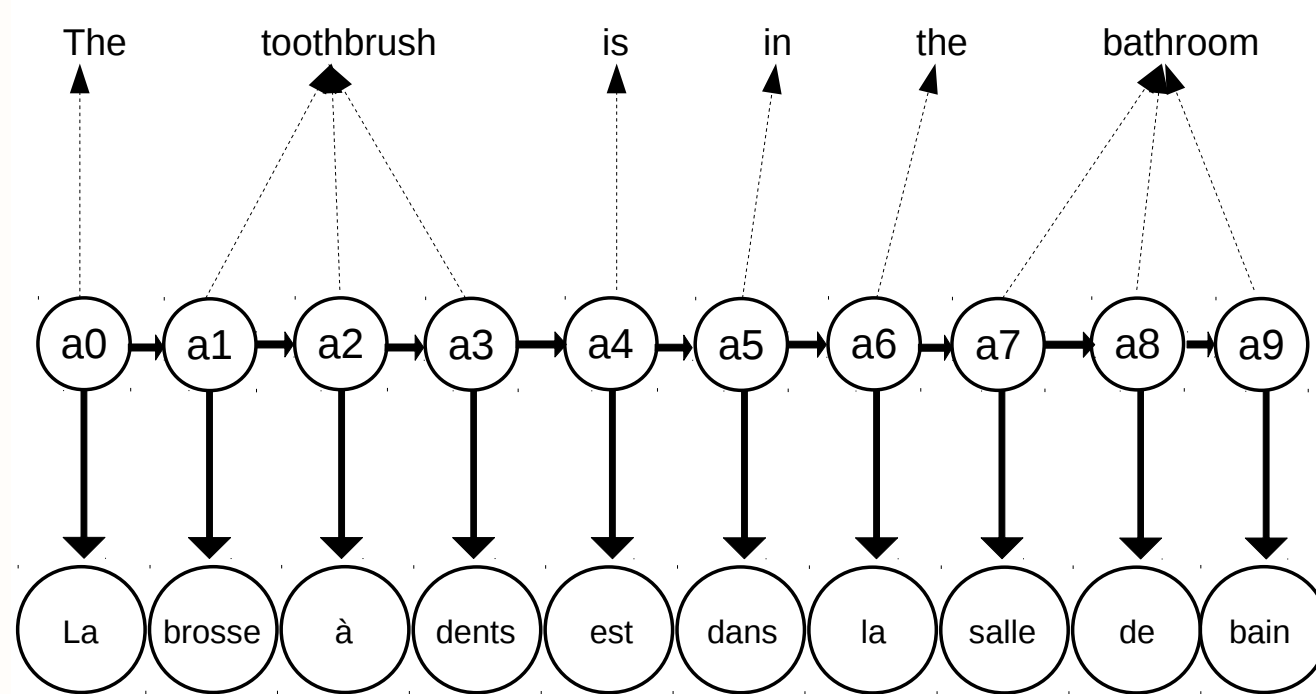 The toothbrush is in the bathroom
a0 a1 a2 a3 a4 a5 a6 a7 a8 a9
La brosse à dents est dans la salle de bain